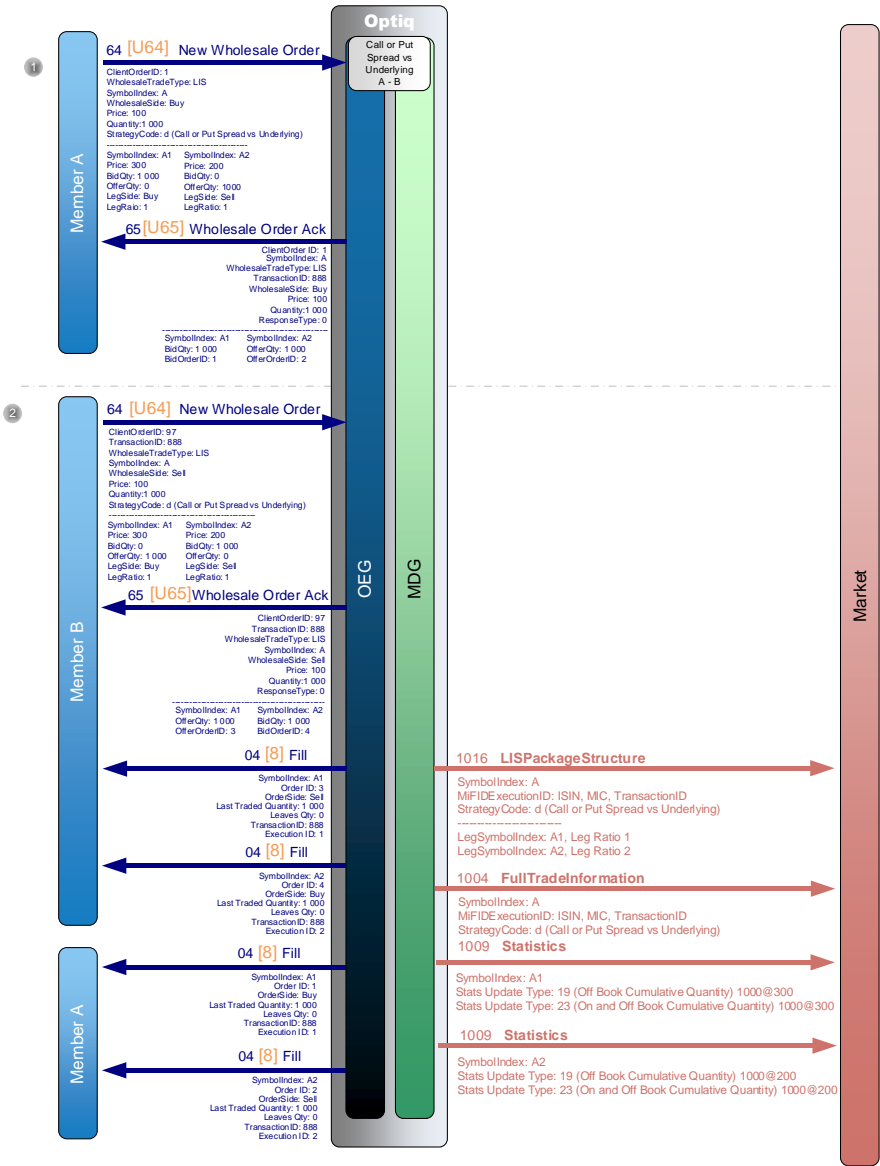 Optiq
Call or Put
Spread vs
Underlying
A - B
1
Member A
64 [U64] New Wholesale Order
ClientOrderID: 1
WholesaleTradeType: LIS
SymbolIndex: A
WholesaleSide: Buy
Price: 100
Quantity:1 000
StrategyCode: d (Call or Put Spread vs Underlying)
SymbolIndex: A1 SymbolIndex: A2
Price: 300 Price: 200
BidQty: 1 000 BidQty: 0
OfferQty: 0 OfferQty: 1000
LegSide: Buy LegSide: Sell
LegRaio: 1 LegRatio: 1
65 [U65] Wholesale Order Ack
ClientOrder ID: 1
SymbolIndex: A
WholesaleTradeType: LIS
TransactionID: 888
WholesaleSide: Buy
Price: 100
Quantity:1 000
ResponseType: 0
SymbolIndex: A1 SymbolIndex: A2
BidQty: 1 000 OfferQty: 1 000
BidOrderID: 1 OfferOrderID: 2
2
Member B
64 [U64] New Wholesale Order
ClientOrderID: 97
TransactionID: 888
WholesaleTradeType: LIS
SymbolIndex: A
WholesaleSide: Sell
Price: 100
Quantity:1 000
StrategyCode: d (Call or Put Spread vs Underlying)
SymbolIndex: A1 SymbolIndex: A2
Price: 300 Price: 200
BidQty: 0 BidQty: 1 000
OfferQty: 1 000 OfferQty: 0
LegSide: Buy LegSide: Sell
LegRatio: 1 LegRatio: 1
65 [U65] Wholesale Order Ack
ClientOrderID: 97
TransactionID: 888
WholesaleTradeType: LIS
SymbolIndex: A
WholesaleSide: Sell
Price: 100
Quantity:1 000
ResponseType: 0
SymbolIndex: A1 SymbolIndex: A2
OfferQty: 1 000 BidQty: 1 000
OfferOrderID: 3 BidOrderID: 4
04 [8] Fill
SymbolIndex: A1
Order ID: 3
OrderSide: Sell
Last Traded Quantity: 1 000
Leaves Qty: 0
TransactionID: 888
Execution ID: 1
04 [8] Fill
SymbolIndex: A2
Order ID: 4
OrderSide: Buy
Last Traded Quantity: 1 000
Leaves Qty: 0
TransactionID: 888
Execution ID: 2
Member A
04 [8] Fill
SymbolIndex: A1
Order ID: 1
OrderSide: Buy
Last Traded Quantity: 1 000
Leaves Qty: 0
TransactionID: 888
Execution ID: 1
04 [8] Fill
SymbolIndex: A2
Order ID: 2
OrderSide: Sell
Last Traded Quantity: 1 000
Leaves Qty: 0
TransactionID: 888
Execution ID: 2
OEG
MDG
1016 LISPackageStructure
SymbolIndex: A
MiFIDExecutionID: ISIN, MIC, TransactionID
StrategyCode: d (Call or Put Spread vs Underlying)
LegSymbolIndex: A1, Leg Ratio 1
LegSymbolIndex: A2, Leg Ratio 2
1004 FullTradeInformation
SymbolIndex: A
MiFIDExecutionID: ISIN, MIC, TransactionID
StrategyCode: d (Call or Put Spread vs Underlying)
1009 Statistics
SymbolIndex: A1
Stats Update Type: 19 (Off Book Cumulative Quantity) 1000@300
Stats Update Type: 23 (On and Off Book Cumulative Quantity) 1000@300
1009 Statistics
SymbolIndex: A2
Stats Update Type: 19 (Off Book Cumulative Quantity) 1000@200
Stats Update Type: 23 (On and Off Book Cumulative Quantity) 1000@200
Market